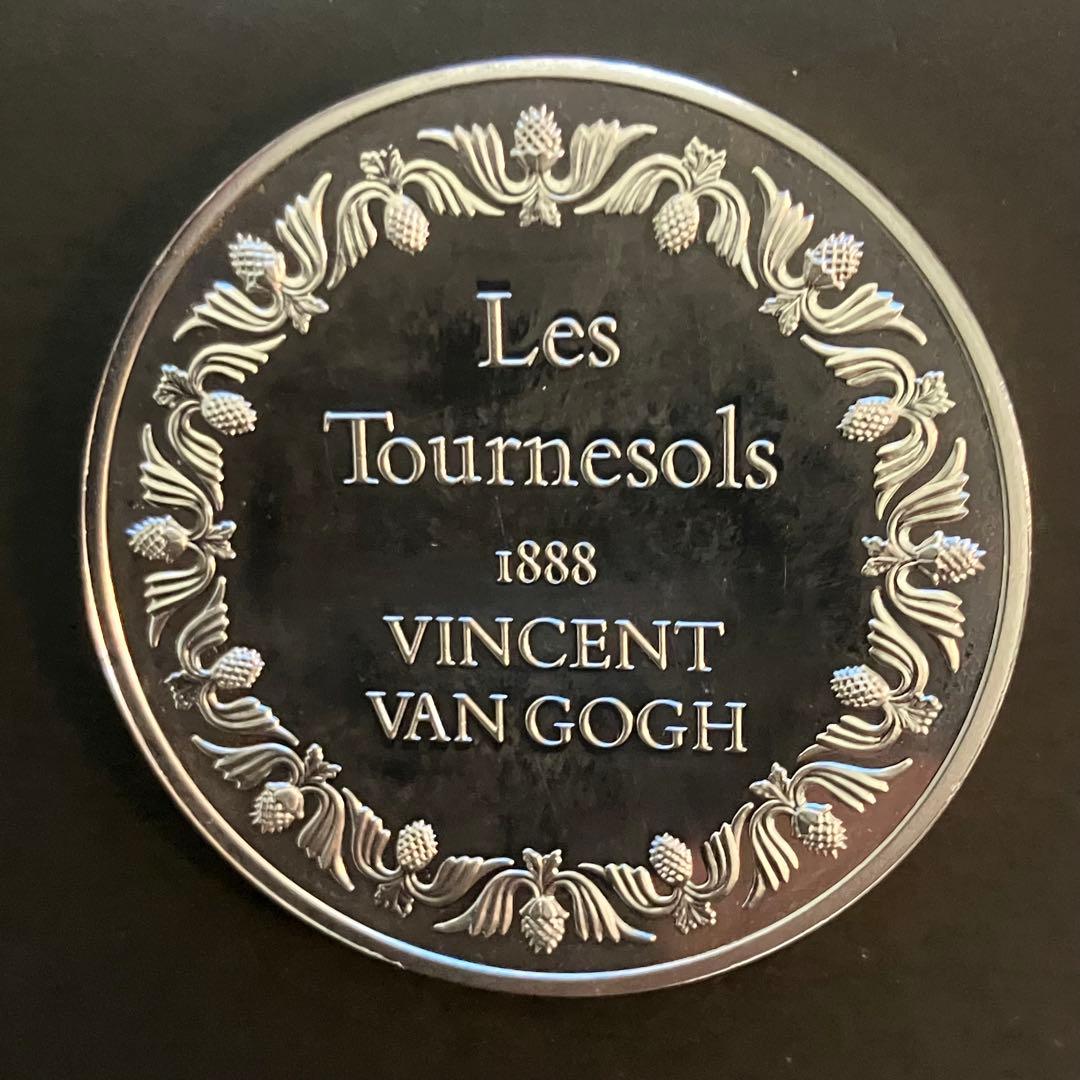 Les
Tournesols
1888
VINCENT
VAN GOGH